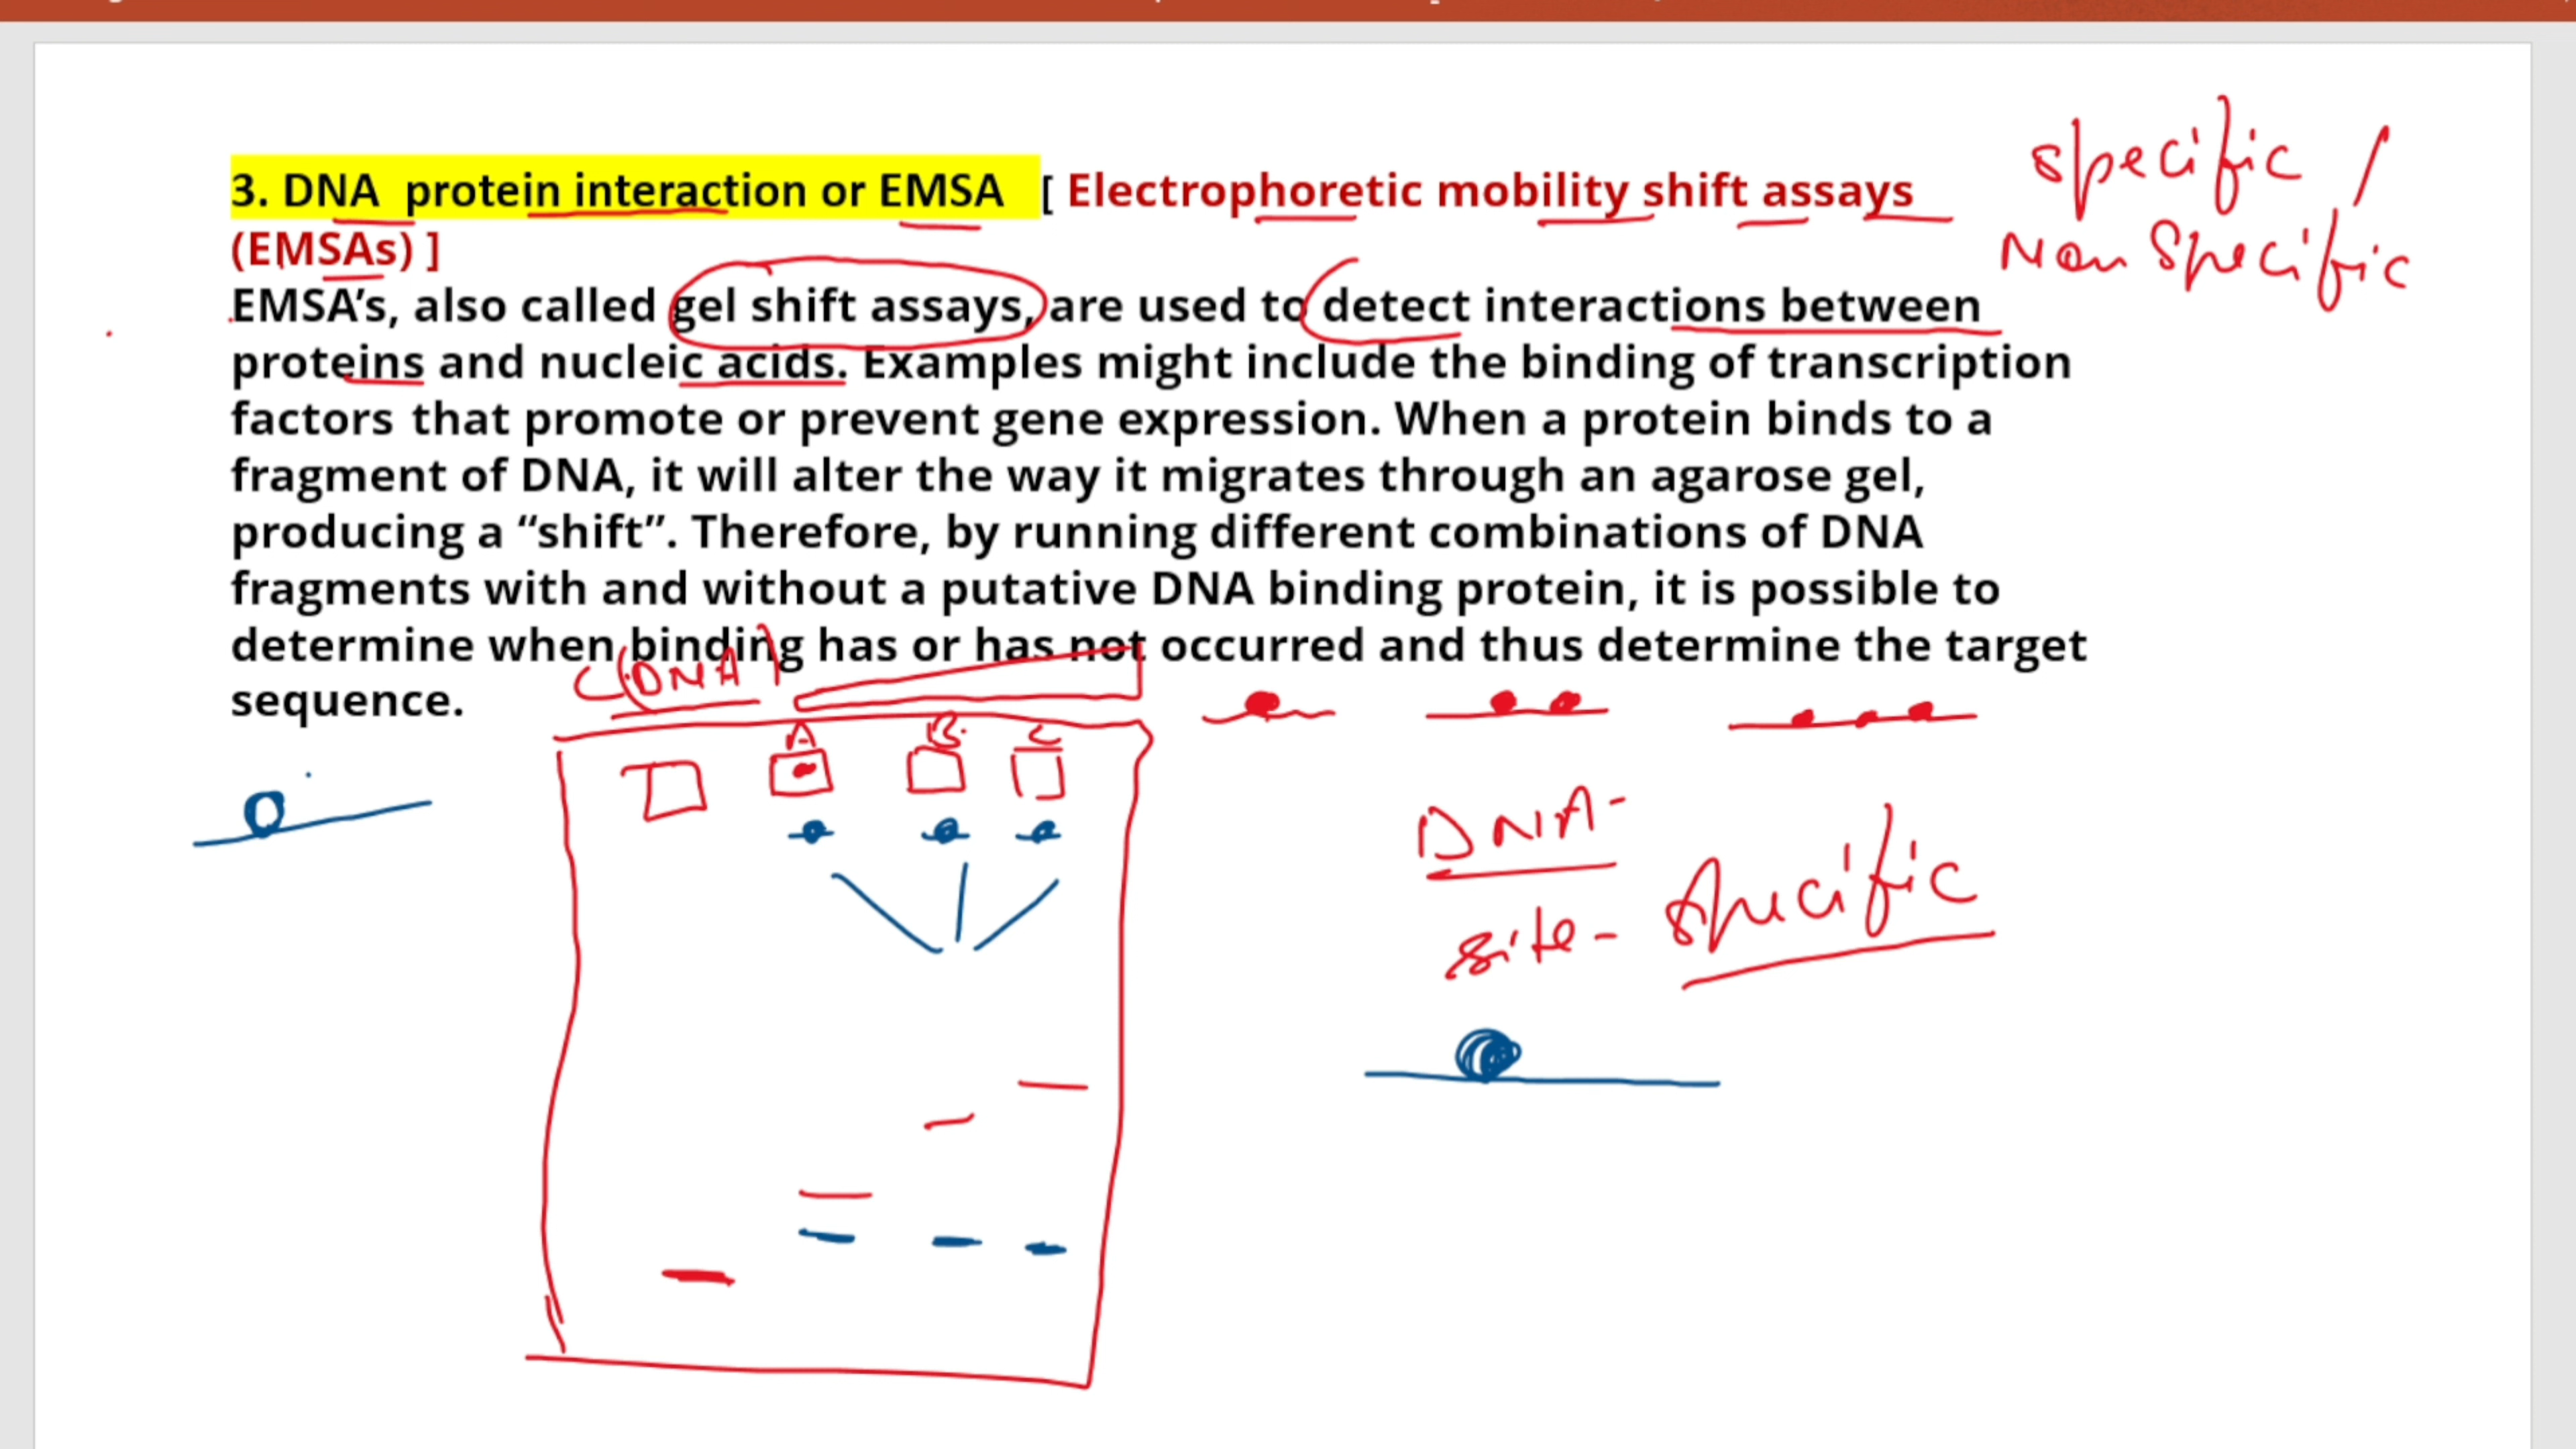 3. DNA  protein interaction or EMSA   [ Electrophoretic mobility shift assays
(EMSAs) ]
EMSA’s, also called gel shift assays, are used to detect interactions between
proteins and nucleic acids. Examples might include the binding of transcription
factors that promote or prevent gene expression. When a protein binds to a
fragment of DNA, it will alter the way it migrates through an agarose gel,
producing a “shift”. Therefore, by running different combinations of DNA
fragments with and without a putative DNA binding protein, it is possible to
determine when binding has or has not occurred and thus determine the target
sequence.
specific /
Non Specific
C(DNA)
A B C
DNA-
site- specific